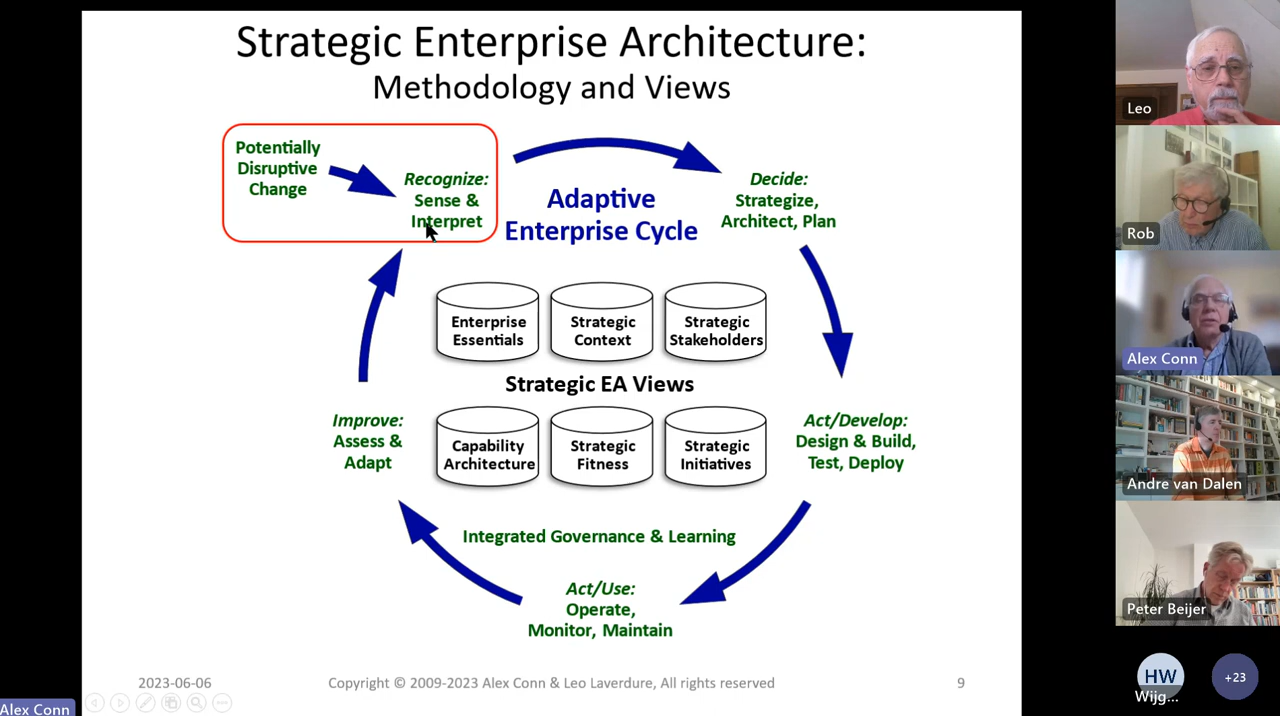 Strategic Enterprise Architecture:
Methodology and Views
Potentially
Disruptive
Change
Recognize:
Sense &
Interpret
Adaptive
Enterprise Cycle
Decide:
Strategize,
Architect, Plan
Enterprise
Essentials
Strategic
Context
Strategic
Stakeholders
Strategic EA Views
Capability
Architecture
Strategic
Fitness
Strategic
Initiatives
Improve:
Assess &
Adapt
Act/Develop:
Design & Build,
Test, Deploy
Integrated Governance & Learning
Act/Use:
Operate,
Monitor, Maintain
2023-06-06
Copyright © 2009-2023 Alex Conn & Leo Laverdure, All rights reserved
9
Alex Conn
Leo
Rob
Alex Conn
Andre van Dalen
Peter Beijer
HW
Wijg...
+23